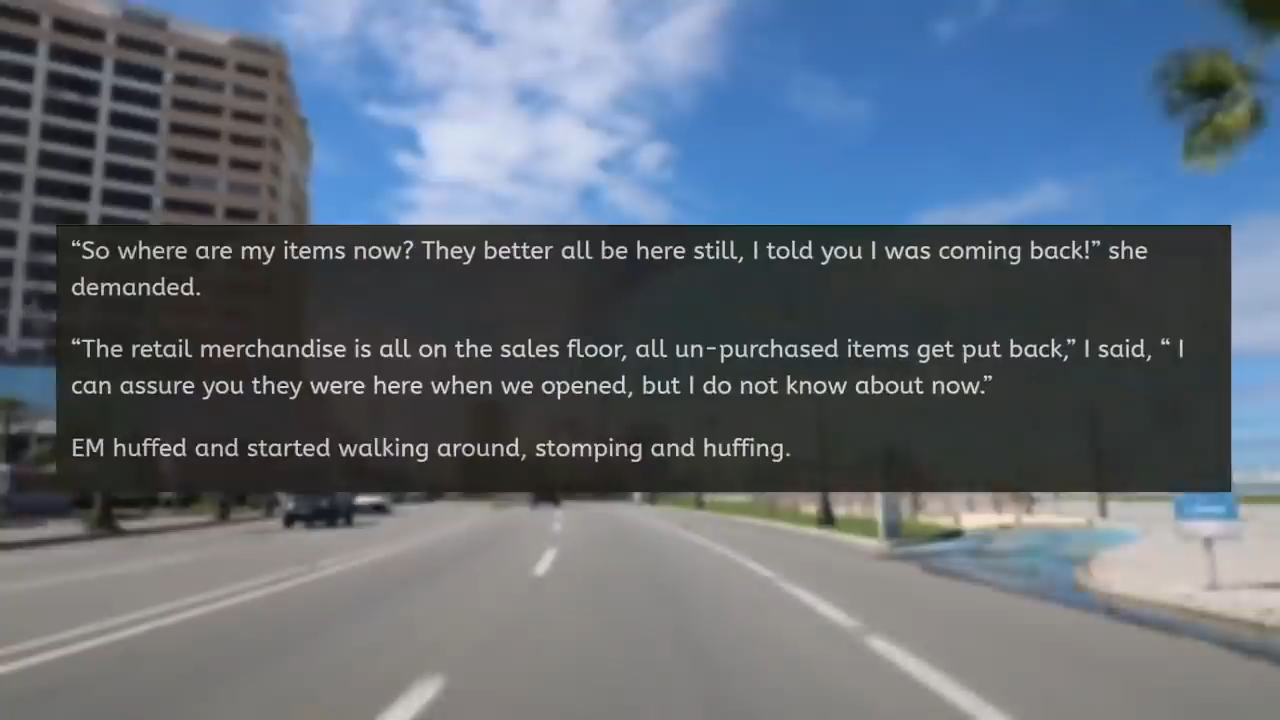 “So where are my items now? They better all be here still, I told you I was coming back!” she
demanded.
“The retail merchandise is all on the sales floor, all un-purchased items get put back,” I said, “ I
can assure you they were here when we opened, but I do not know about now.”
EM huffed and started walking around, stomping and huffing.